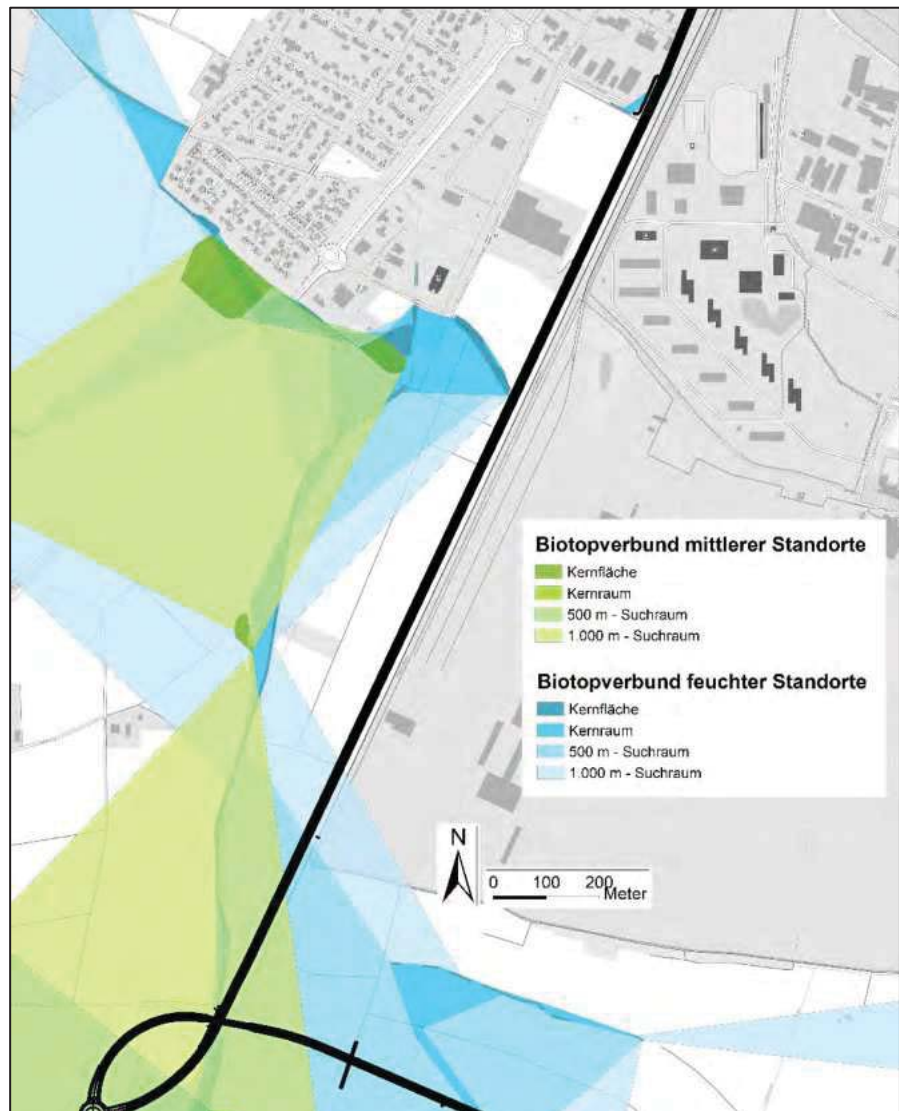 Biotopverbund mittlerer Standorte
Kernfläche
Kernraum
500 m - Suchraum
1.000 m - Suchraum
Biotopverbund feuchter Standorte
Kernfläche
Kernraum
500 m - Suchraum
1.000 m - Suchraum
N
0 100 200
Meter